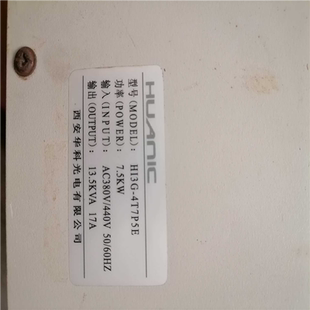 HUANIC
型号(MODEL): HI3G-4T7P5E
功率(POWER): 7.5KW
输入(INPUT): AC380V/440V 50/60HZ
输出(OUTPUT): 13.5KVA 17A
西安华科光电有限公司